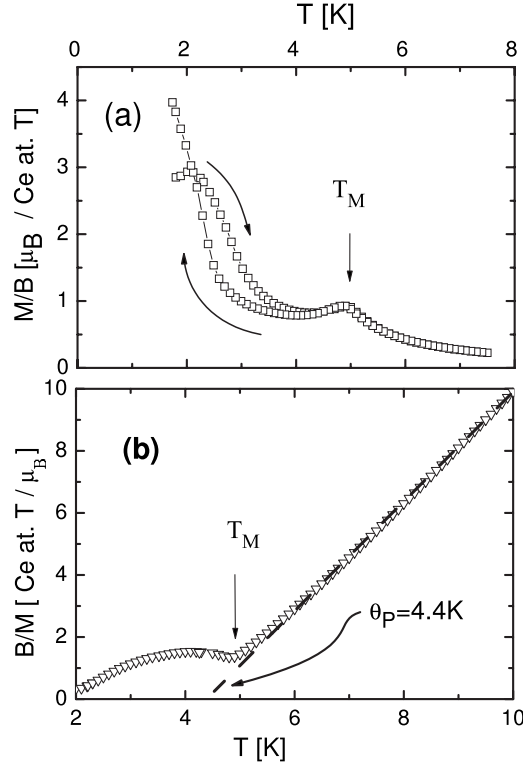 T [K]
0 2 4 6 8
(a)
4
3
2
1
0
M/B [μB / Ce at. T]
TM
(b)
10
8
6
4
2
0
B/M [ Ce at. T / μB]
TM
θP=4.4K
2 4 6 8 10
T [K]